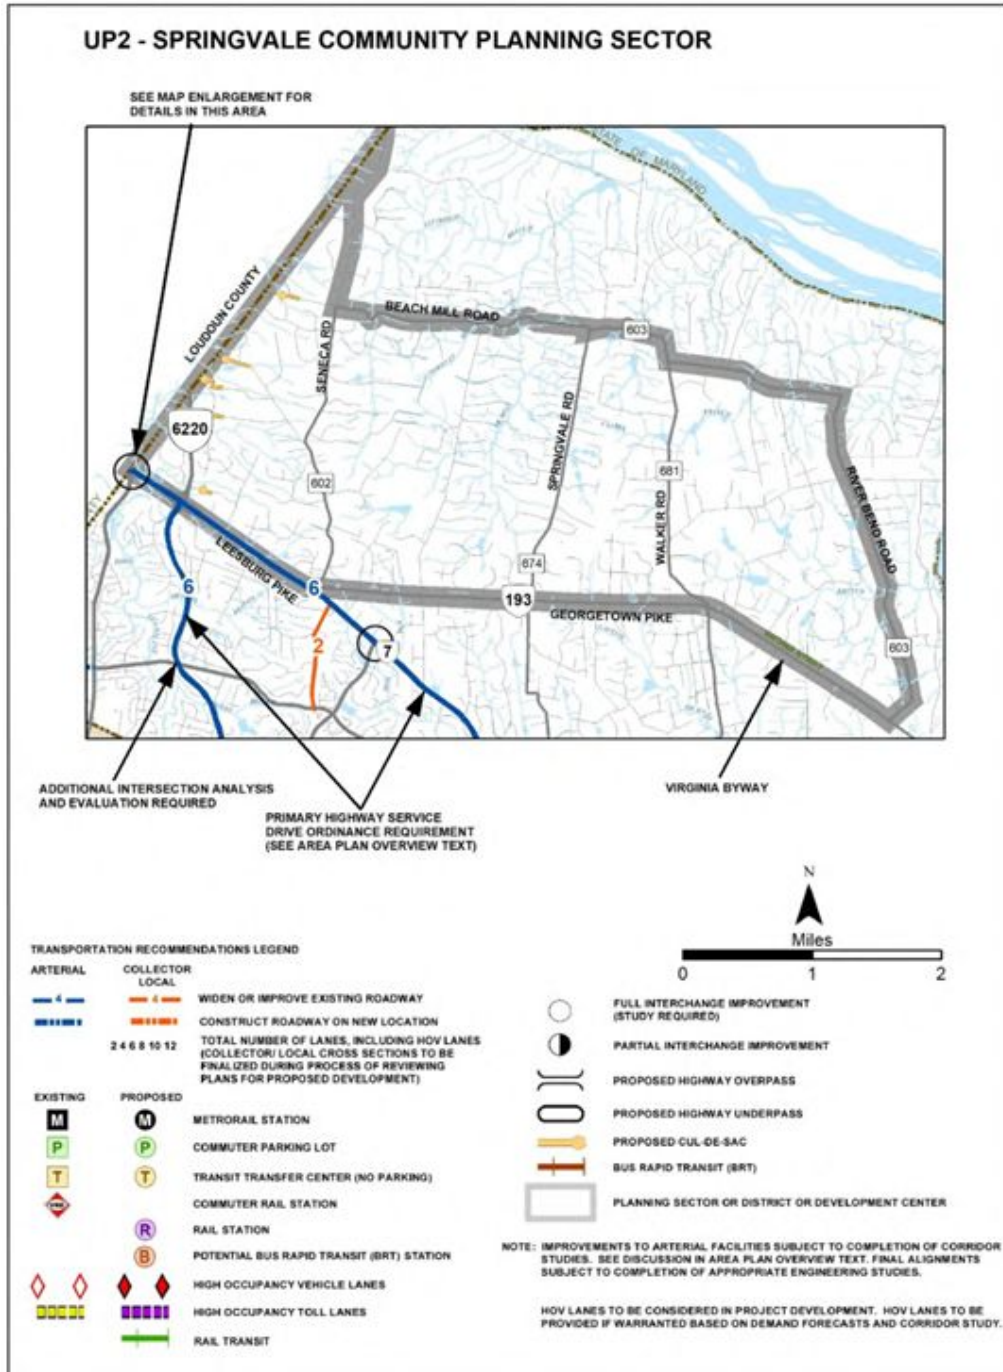 UP2 - SPRINGVALE COMMUNITY PLANNING SECTOR
SEE MAP ENLARGEMENT FOR
DETAILS IN THIS AREA
STATE OF MARYLAND
LOUDOUN COUNTY
BEACH MILL ROAD
603
SENECA RD
6220
SPRINGVALE RD
602
681
WALKER RD
RIVER BEND ROAD
LEESBURG PIKE
6
6
674
193
GEORGETOWN PIKE
2
7
603
ADDITIONAL INTERSECTION ANALYSIS
AND EVALUATION REQUIRED
PRIMARY HIGHWAY SERVICE
DRIVE ORDINANCE REQUIREMENT
(SEE AREA PLAN OVERVIEW TEXT)
VIRGINIA BYWAY
N
Miles
0 1 2
TRANSPORTATION RECOMMENDATIONS LEGEND
ARTERIAL
COLLECTOR
LOCAL
4 4 WIDEN OR IMPROVE EXISTING ROADWAY
CONSTRUCT ROADWAY ON NEW LOCATION
2 4 6 8 10 12 TOTAL NUMBER OF LANES, INCLUDING HOV LANES
(COLLECTOR/ LOCAL CROSS SECTIONS TO BE
FINALIZED DURING PROCESS OF REVIEWING
PLANS FOR PROPOSED DEVELOPMENT)
EXISTING PROPOSED
M M METRORAIL STATION
P P COMMUTER PARKING LOT
T T TRANSIT TRANSFER CENTER (NO PARKING)
VRE COMMUTER RAIL STATION
R RAIL STATION
B POTENTIAL BUS RAPID TRANSIT (BRT) STATION
HIGH OCCUPANCY VEHICLE LANES
HIGH OCCUPANCY TOLL LANES
RAIL TRANSIT
FULL INTERCHANGE IMPROVEMENT
(STUDY REQUIRED)
PARTIAL INTERCHANGE IMPROVEMENT
PROPOSED HIGHWAY OVERPASS
PROPOSED HIGHWAY UNDERPASS
PROPOSED CUL-DE-SAC
BUS RAPID TRANSIT (BRT)
PLANNING SECTOR OR DISTRICT OR DEVELOPMENT CENTER
NOTE: IMPROVEMENTS TO ARTERIAL FACILITIES SUBJECT TO COMPLETION OF CORRIDOR
STUDIES. SEE DISCUSSION IN AREA PLAN OVERVIEW TEXT. FINAL ALIGNMENTS
SUBJECT TO COMPLETION OF APPROPRIATE ENGINEERING STUDIES.
HOV LANES TO BE CONSIDERED IN PROJECT DEVELOPMENT. HOV LANES TO BE
PROVIDED IF WARRANTED BASED ON DEMAND FORECASTS AND CORRIDOR STUDY.